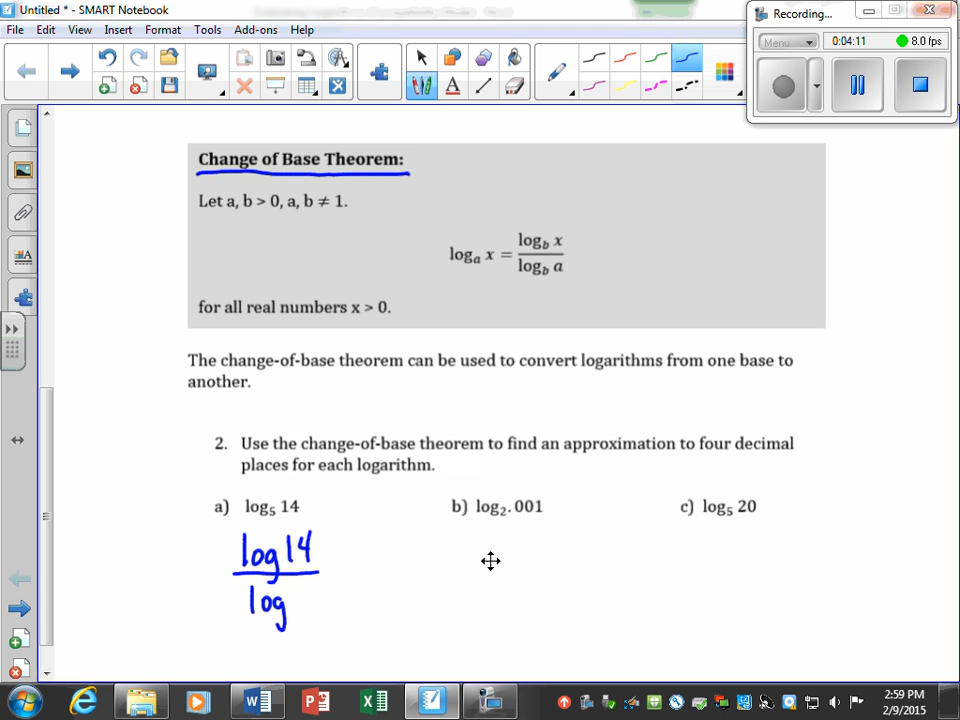 Untitled * - SMART Notebook
Recording...
File Edit View Insert Format Tools Add-ons Help
Menu 0:04:11 8.0 fps
Change of Base Theorem:
Let a, b > 0, a, b ≠ 1.
logₐ x = log_b x / log_b a
for all real numbers x > 0.
The change-of-base theorem can be used to convert logarithms from one base to
another.
2. Use the change-of-base theorem to find an approximation to four decimal
places for each logarithm.
a) log₅ 14 b) log₂ .001 c) log₅ 20
log 14
log
2:59 PM
2/9/2015